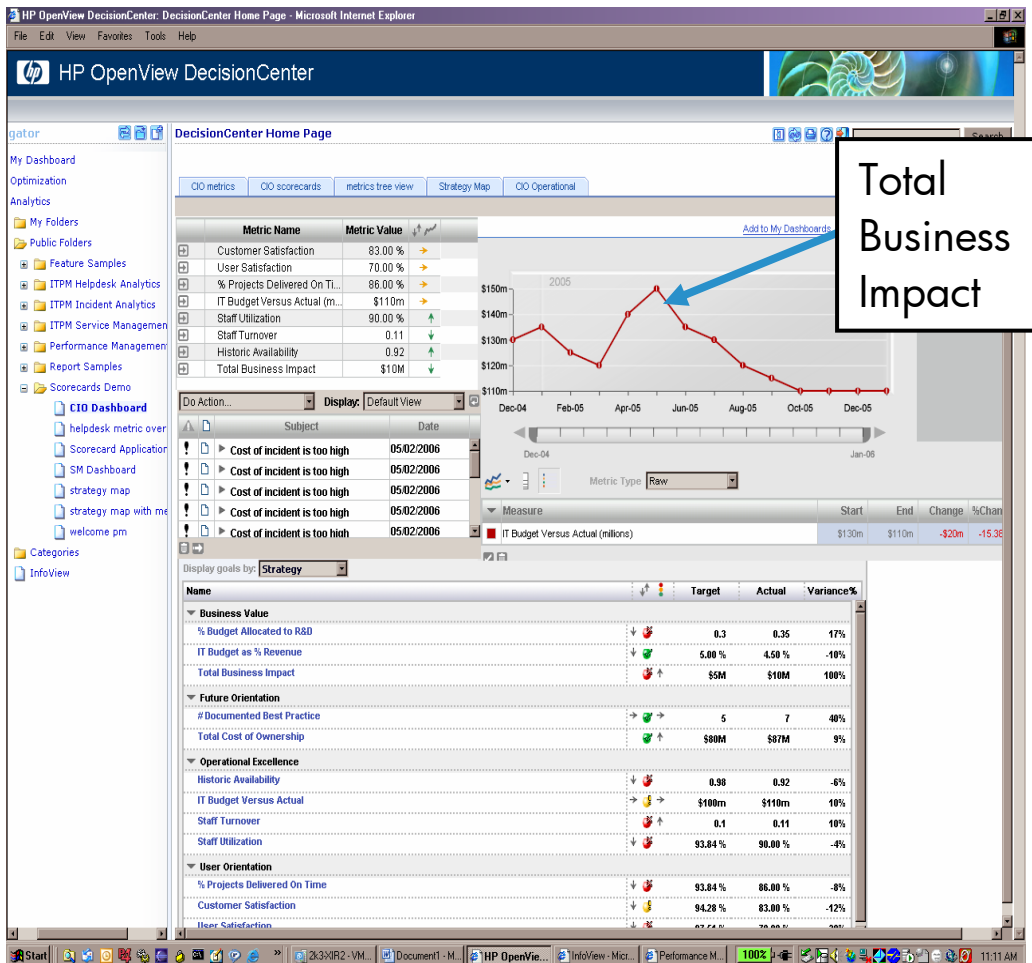 HP OpenView DecisionCenter: DecisionCenter Home Page - Microsoft Internet Explorer
File Edit View Favorites Tools Help
HP OpenView DecisionCenter
gator
DecisionCenter Home Page
Search
My Dashboard
Optimization
Analytics
My Folders
Public Folders
Feature Samples
ITPM Helpdesk Analytics
ITPM Incident Analytics
ITPM Service Managemen
Performance Managemen
Report Samples
Scorecards Demo
CIO Dashboard
helpdesk metric over
Scorecard Application
SM Dashboard
strategy map
strategy map with me
welcome pm
Categories
InfoView
CIO metrics CIO scorecards metrics tree view Strategy Map CIO Operational
Metric Name Metric Value
Customer Satisfaction 83.00 %
User Satisfaction 70.00 %
% Projects Delivered On Ti... 86.00 %
IT Budget Versus Actual (m... $110m
Staff Utilization 90.00 %
Staff Turnover 0.11
Historic Availability 0.92
Total Business Impact $10M
Add to My Dashboards
Total
Business
Impact
2005
$150m
$140m
$130m
$120m
$110m
Dec-04 Feb-05 Apr-05 Jun-05 Aug-05 Oct-05 Dec-05
Dec-04 Jan-06
Metric Type Raw
Measure Start End Change %Chan
IT Budget Versus Actual (millions) $130m $110m -$20m -15.38
Do Action... Display: Default View
Subject Date
Cost of incident is too high 05/02/2006
Cost of incident is too high 05/02/2006
Cost of incident is too high 05/02/2006
Cost of incident is too high 05/02/2006
Cost of incident is too high 05/02/2006
Display goals by: Strategy
Name Target Actual Variance%
Business Value
% Budget Allocated to R&D 0.3 0.35 17%
IT Budget as % Revenue 5.00 % 4.50 % -10%
Total Business Impact $5M $10M 100%
Future Orientation
#Documented Best Practice 5 7 40%
Total Cost of Ownership $80M $87M 9%
Operational Excellence
Historic Availability 0.98 0.92 -6%
IT Budget Versus Actual $100m $110m 10%
Staff Turnover 0.1 0.11 10%
Staff Utilization 93.84 % 90.00 % -4%
User Orientation
% Projects Delivered On Time 93.84 % 86.00 % -8%
Customer Satisfaction 94.28 % 83.00 % -12%
User Satisfaction
Start 2k3-XIR2 - VM... Document1 - M... HP OpenVie... InfoView - Micr... Performance M... 100% 11:11 AM